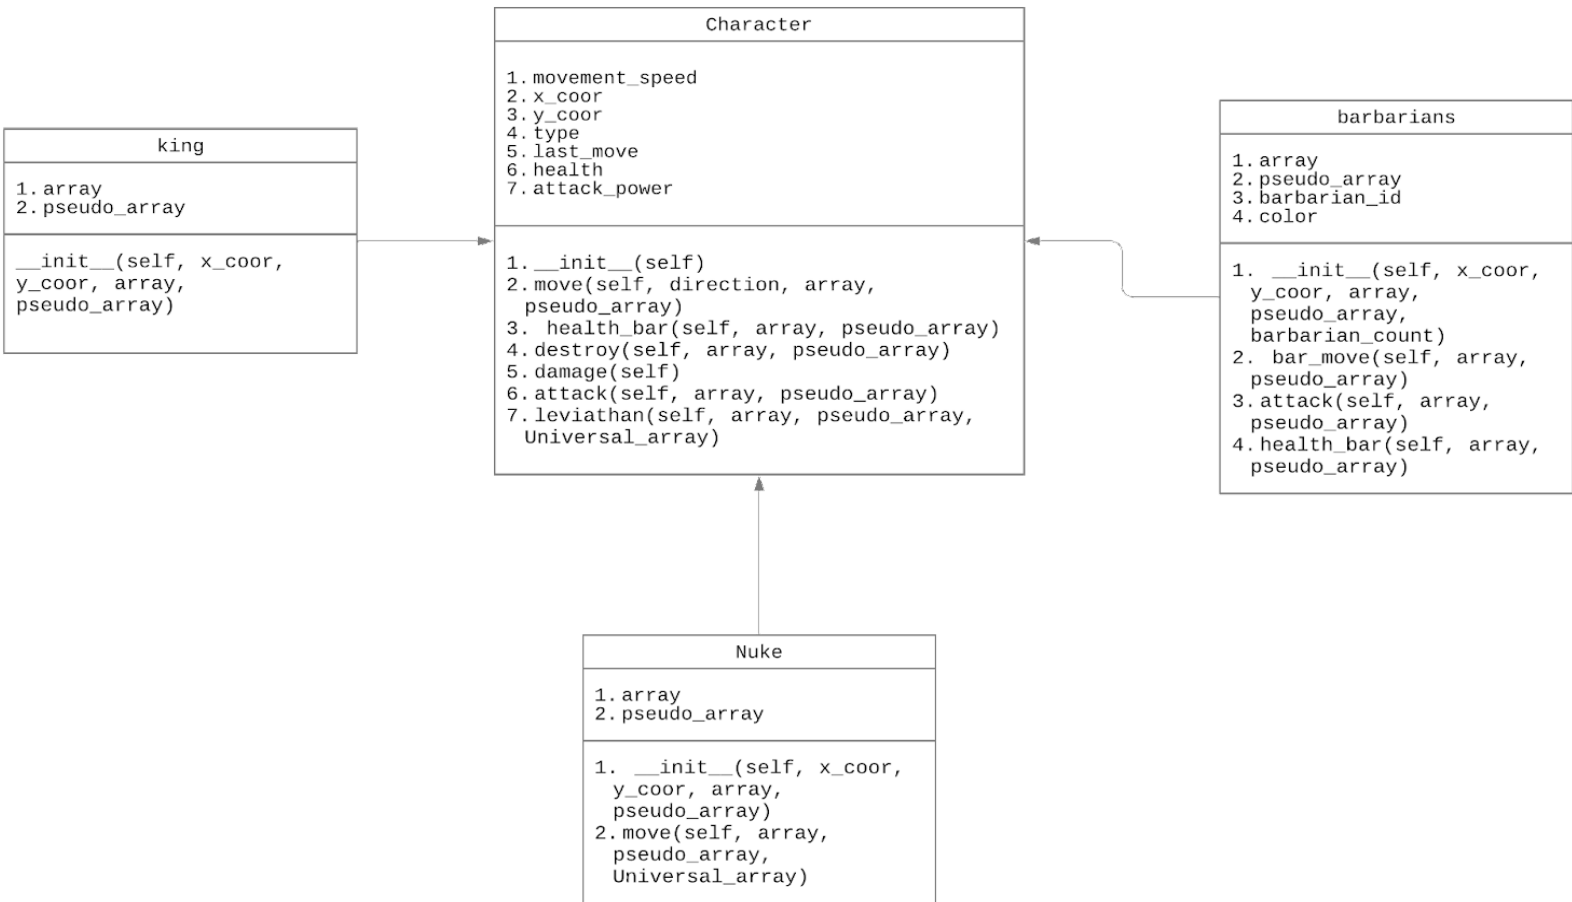 Character
1. movement_speed
2. x_coor
3. y_coor
4. type
5. last_move
6. health
7. attack_power
1. __init__(self)
2. move(self, direction, array,
pseudo_array)
3. health_bar(self, array, pseudo_array)
4. destroy(self, array, pseudo_array)
5. damage(self)
6. attack(self, array, pseudo_array)
7. leviathan(self, array, pseudo_array,
Universal_array)
king
1. array
2. pseudo_array
__init__(self, x_coor,
y_coor, array,
pseudo_array)
barbarians
1. array
2. pseudo_array
3. barbarian_id
4. color
1. __init__(self, x_coor,
y_coor, array,
pseudo_array,
barbarian_count)
2. bar_move(self, array,
pseudo_array)
3. attack(self, array,
pseudo_array)
4. health_bar(self, array,
pseudo_array)
Nuke
1. array
2. pseudo_array
1. __init__(self, x_coor,
y_coor, array,
pseudo_array)
2. move(self, array,
pseudo_array,
Universal_array)